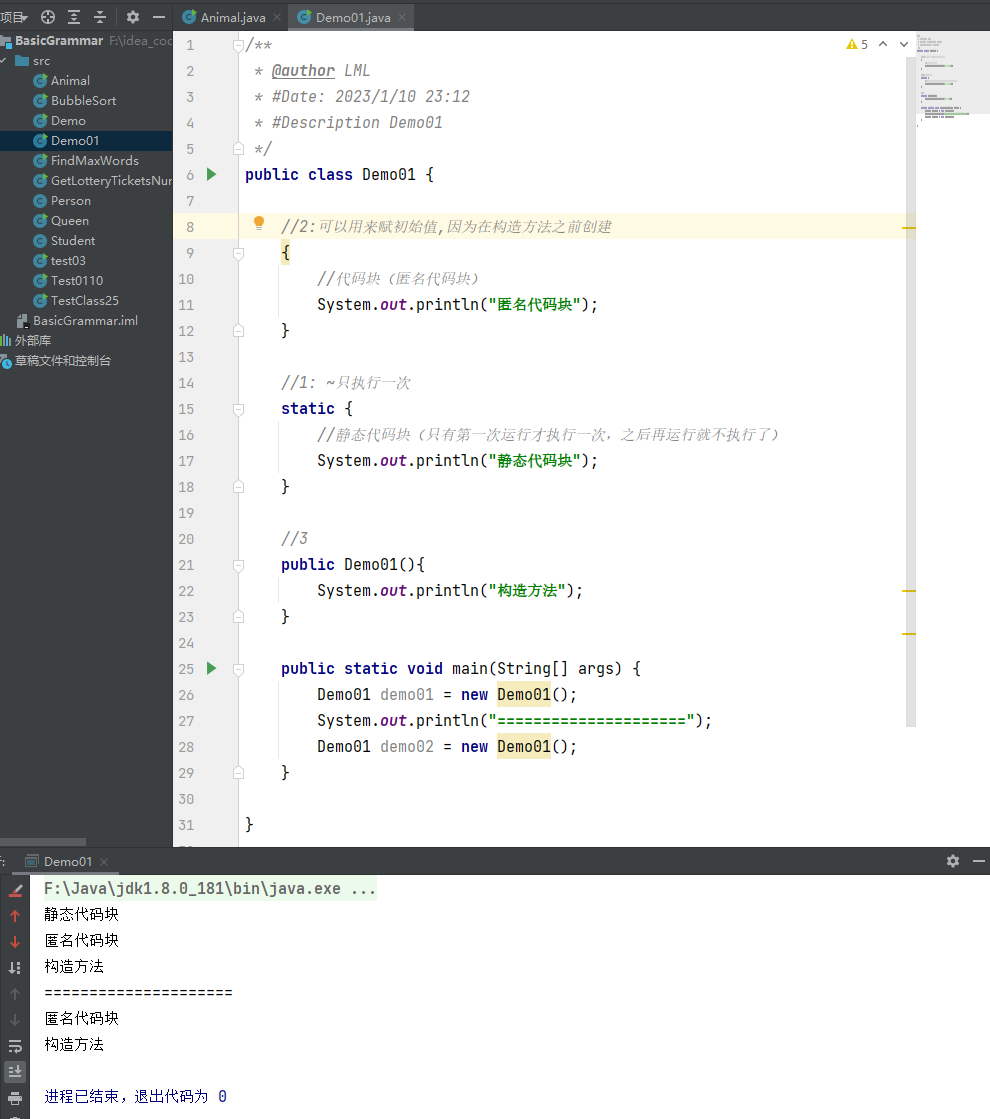 项目
Animal.java
Demo01.java
BasicGrammar F:\idea_coo
src
Animal
BubbleSort
Demo
Demo01
FindMaxWords
GetLotteryTicketsNur
Person
Queen
Student
test03
Test0110
TestClass25
BasicGrammar.iml
外部库
草稿文件和控制台
5
1 /**
2 * @author LML
3 * #Date: 2023/1/10 23:12
4 * #Description Demo01
5 */
6 public class Demo01 {
7
8 //2:可以用来赋初始值,因为在构造方法之前创建
9 {
10 //代码块（匿名代码块）
11 System.out.println("匿名代码块");
12 }
13
14 //1: ~只执行一次
15 static {
16 //静态代码块（只有第一次运行才执行一次，之后再运行就不执行了）
17 System.out.println("静态代码块");
18 }
19
20 //3
21 public Demo01(){
22 System.out.println("构造方法");
23 }
24
25 public static void main(String[] args) {
26 Demo01 demo01 = new Demo01();
27 System.out.println("=====================");
28 Demo01 demo02 = new Demo01();
29 }
30
31 }
Demo01
F:\Java\jdk1.8.0_181\bin\java.exe ...
静态代码块
匿名代码块
构造方法
=====================
匿名代码块
构造方法
进程已结束，退出代码为 0